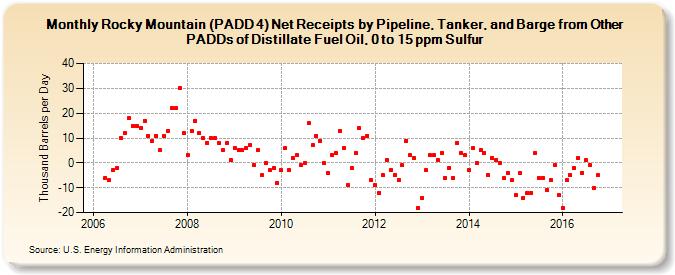 Monthly Rocky Mountain (PADD 4) Net Receipts by Pipeline, Tanker, and Barge from Other
PADDs of Distillate Fuel Oil, 0 to 15 ppm Sulfur
Thousand Barrels per Day
40
30
20
10
0
-10
-20
2006 2008 2010 2012 2014 2016
Source: U.S. Energy Information Administration